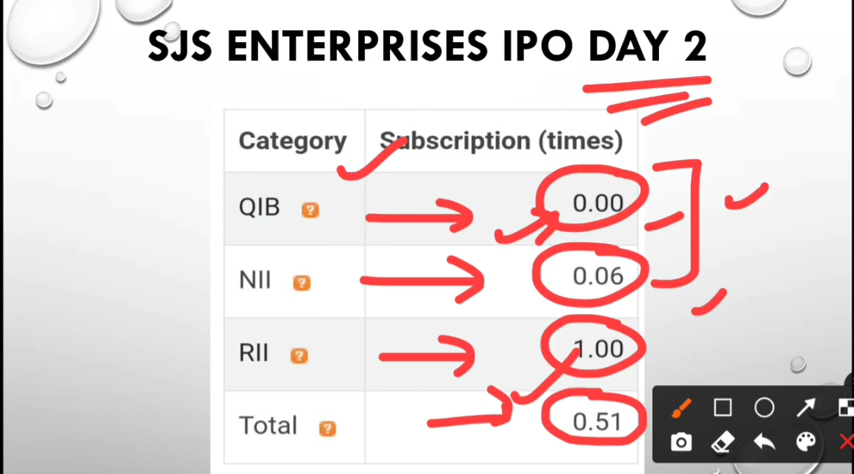 SJS ENTERPRISES IPO DAY 2
Category Subscription (times)
QIB ? 0.00
NII ? 0.06
RII ? 1.00
Total ? 0.51